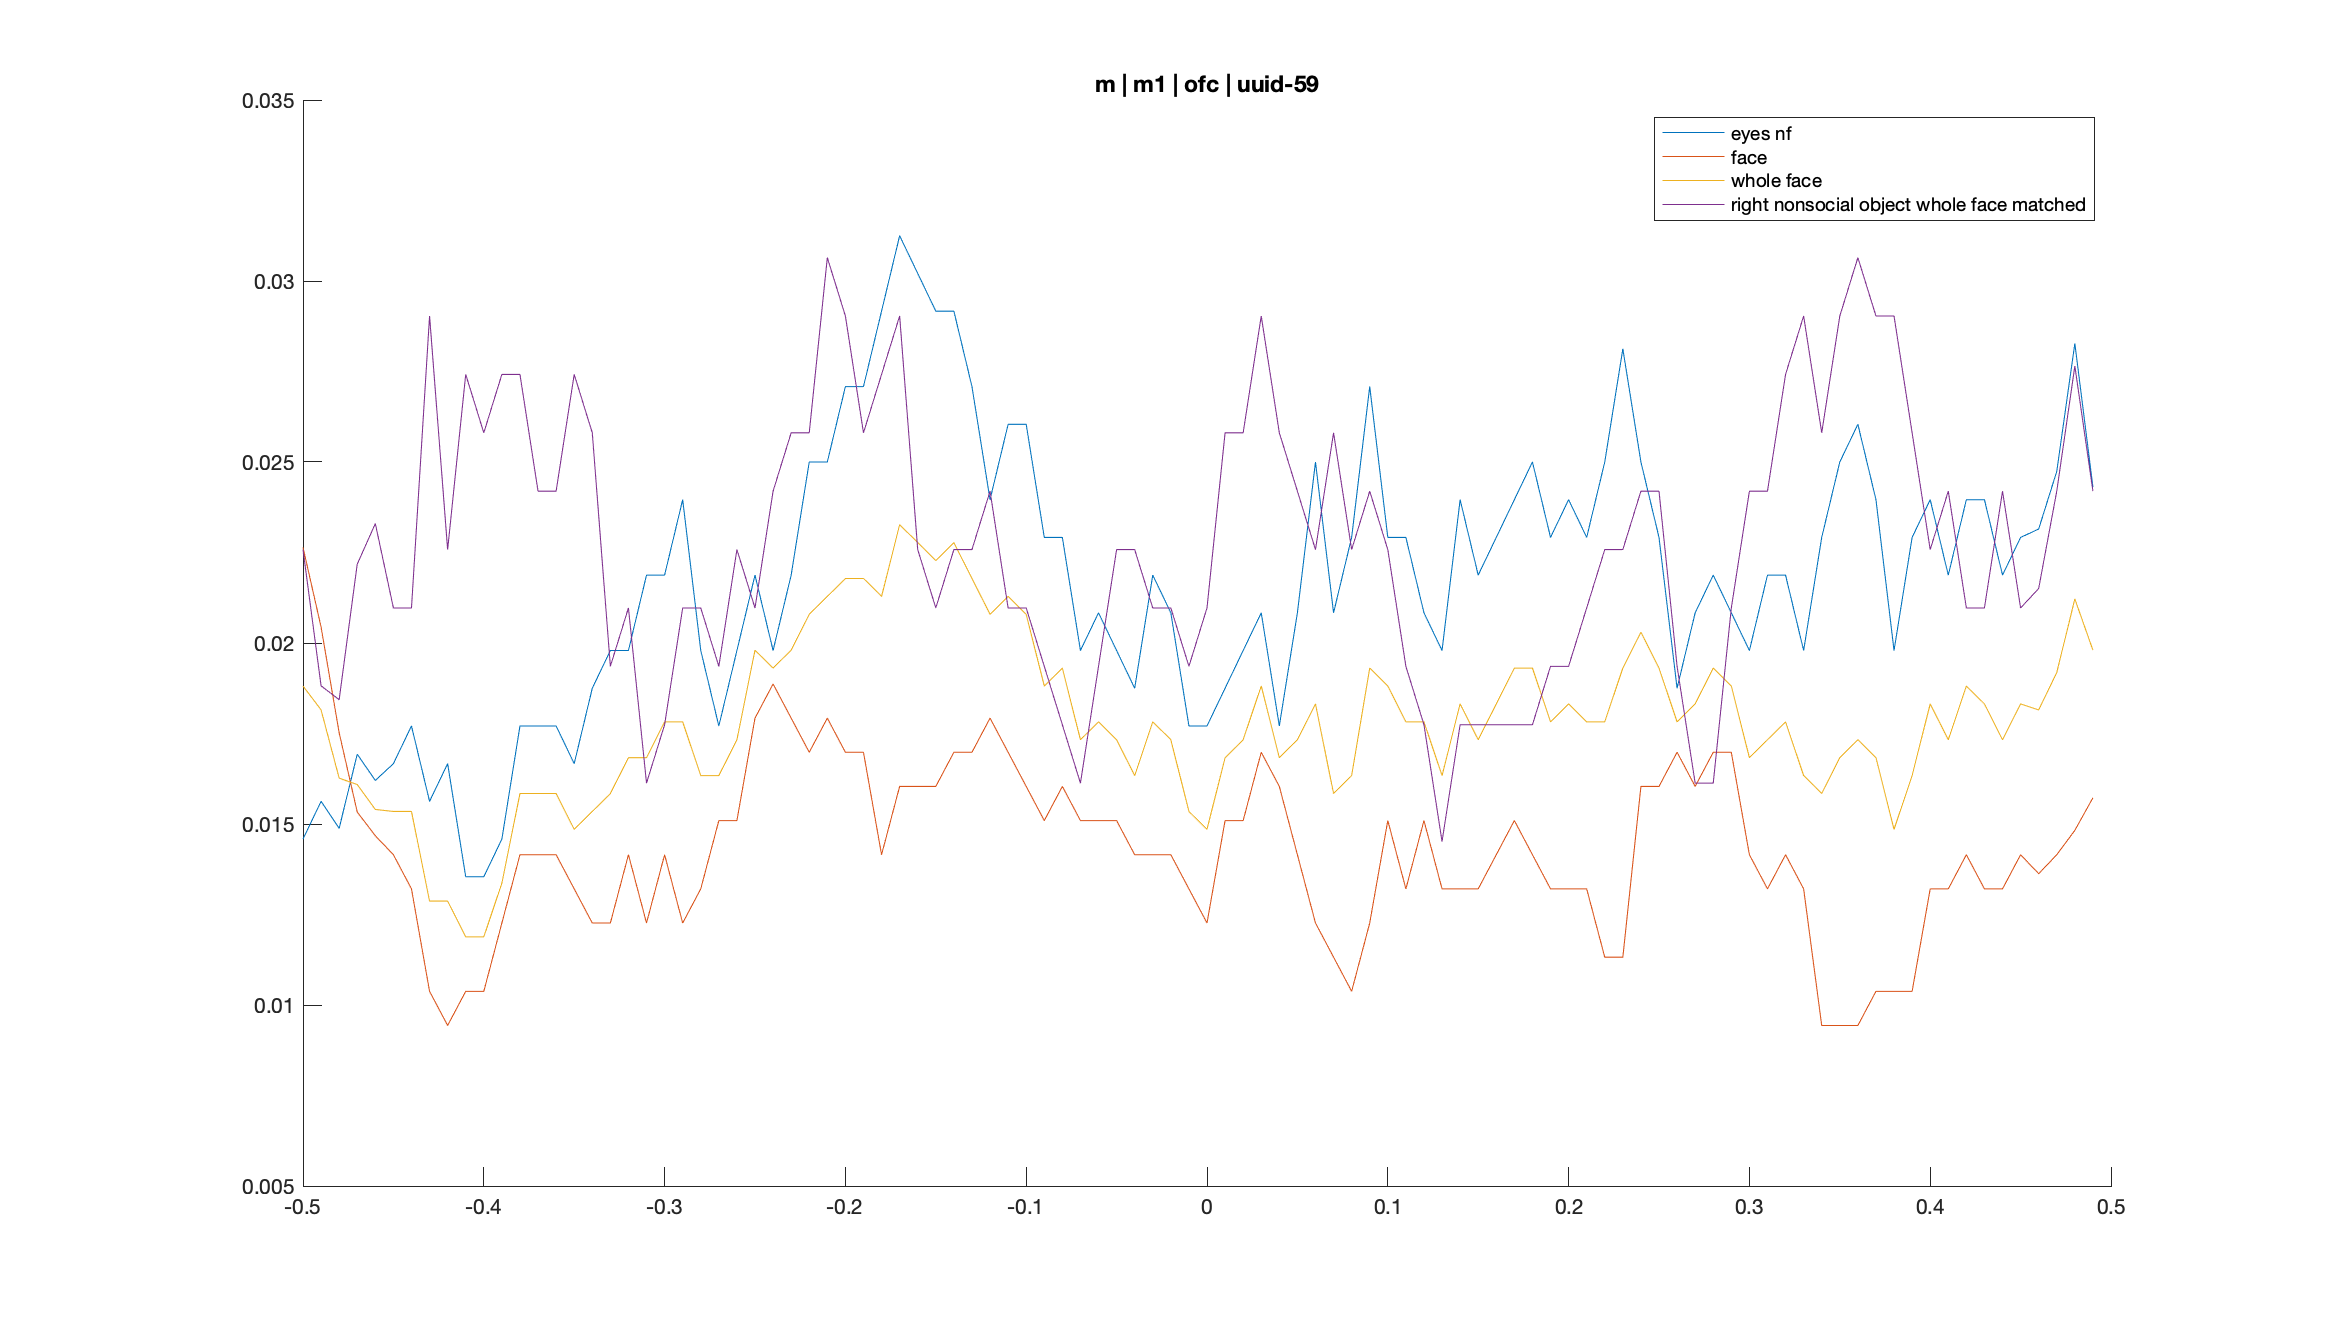 m | m1 | ofc | uuid-59
eyes nf
face
whole face
right nonsocial object whole face matched
0.035
0.03
0.025
0.02
0.015
0.01
0.005
-0.5 -0.4 -0.3 -0.2 -0.1 0 0.1 0.2 0.3 0.4 0.5